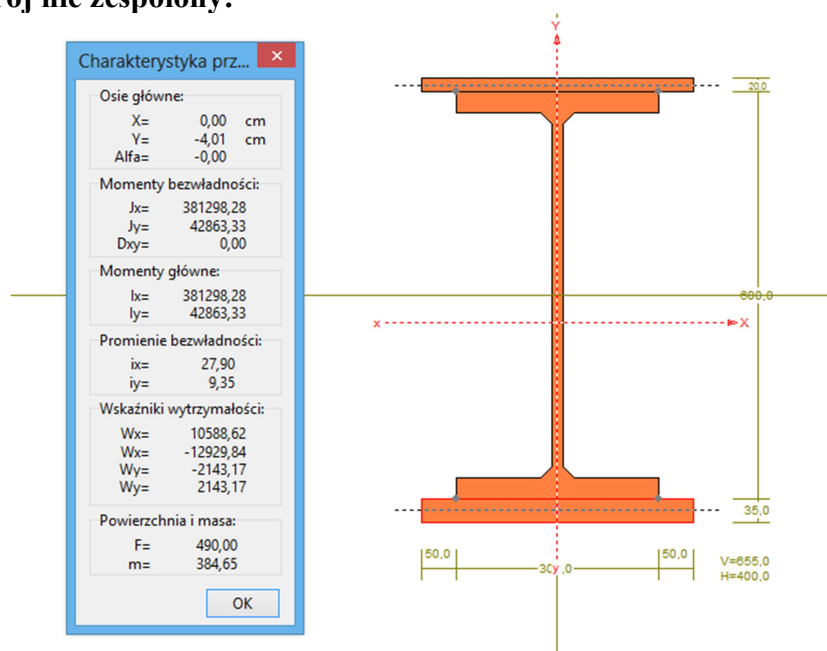 rój nie zespolony:
Charakterystyka prz...
Osie główne:
X= 0,00 cm
Y= -4,01 cm
Alfa= -0,00
Momenty bezwładności:
Jx= 381298,28
Jy= 42863,33
Dxy= 0,00
Momenty główne:
Ix= 381298,28
Iy= 42863,33
Promienie bezwładności:
ix= 27,90
iy= 9,35
Wskaźniki wytrzymałości:
Wx= 10588,62
Wx= -12929,84
Wy= -2143,17
Wy= 2143,17
Powierzchnia i masa:
F= 490,00
m= 384,65
OK
Y
20,0
600,0
x
X
35,0
50,0
50,0
y
V=655,0
H=400,0